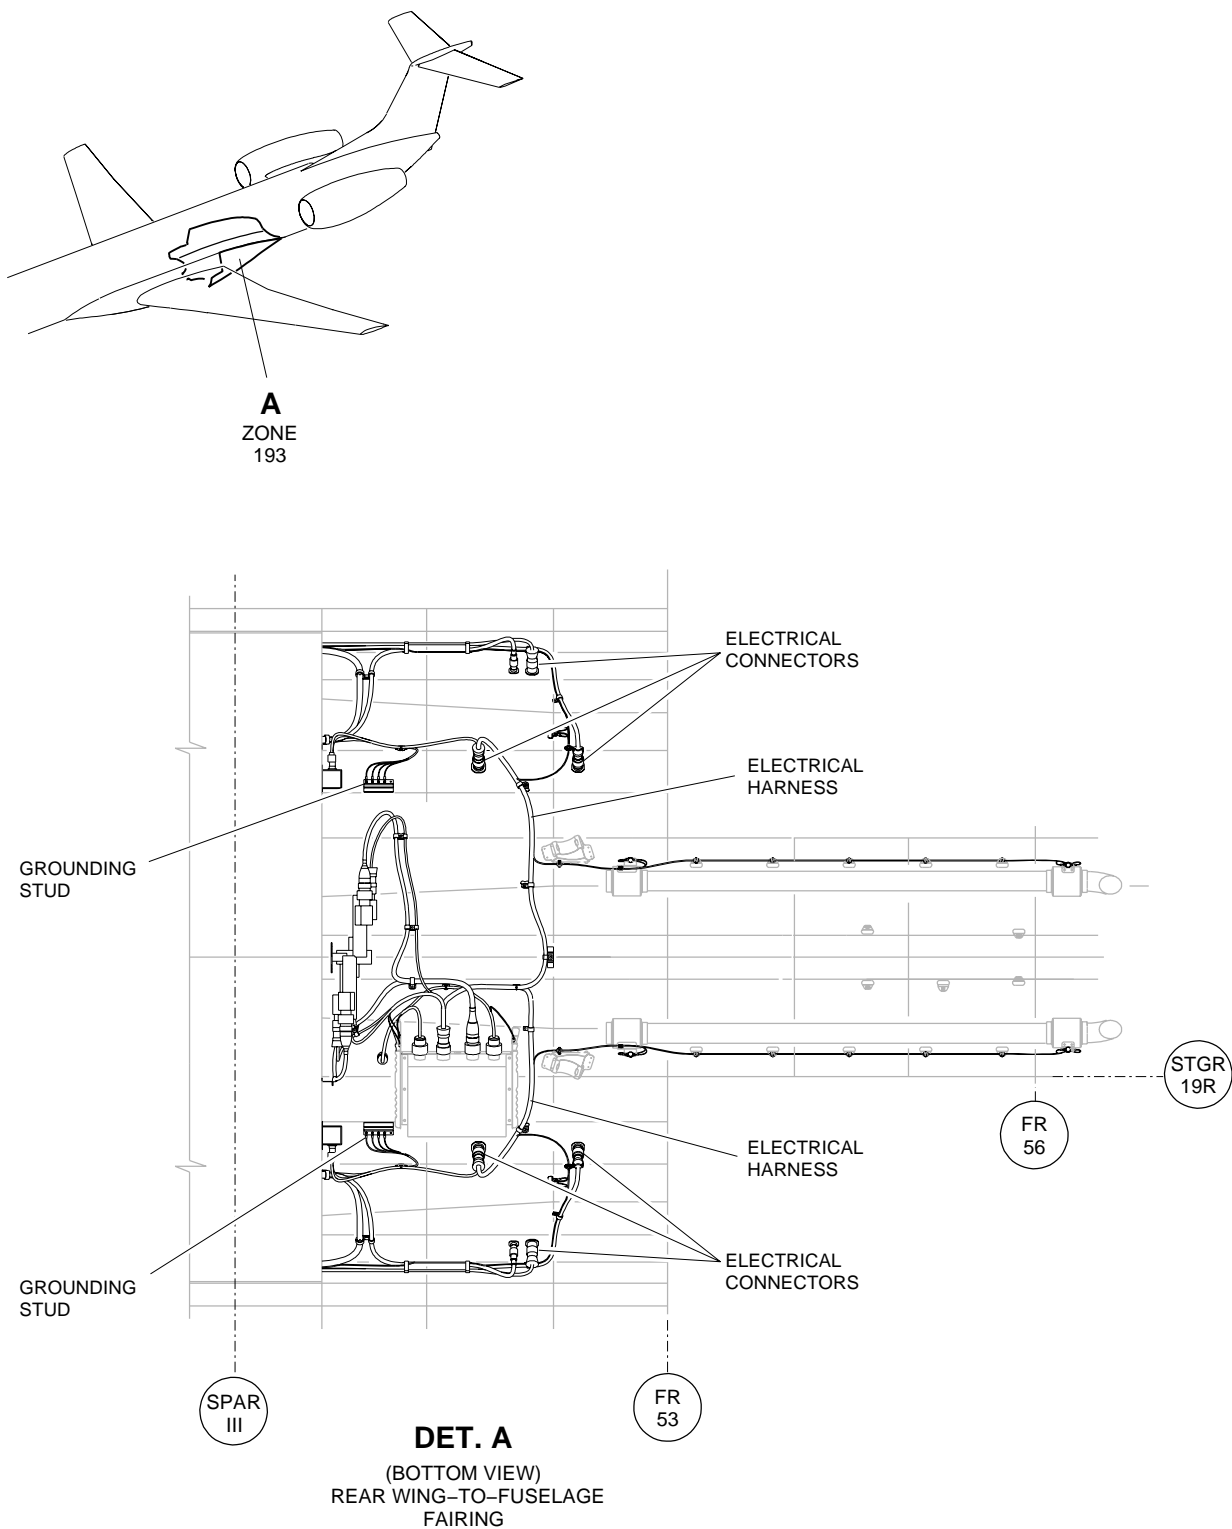 A
ZONE
193
ELECTRICAL
CONNECTORS
ELECTRICAL
HARNESS
GROUNDING
STUD
STGR
19R
FR
56
ELECTRICAL
HARNESS
ELECTRICAL
CONNECTORS
GROUNDING
STUD
SPAR
III
FR
53
DET. A
(BOTTOM VIEW)
REAR WING–TO–FUSELAGE
FAIRING